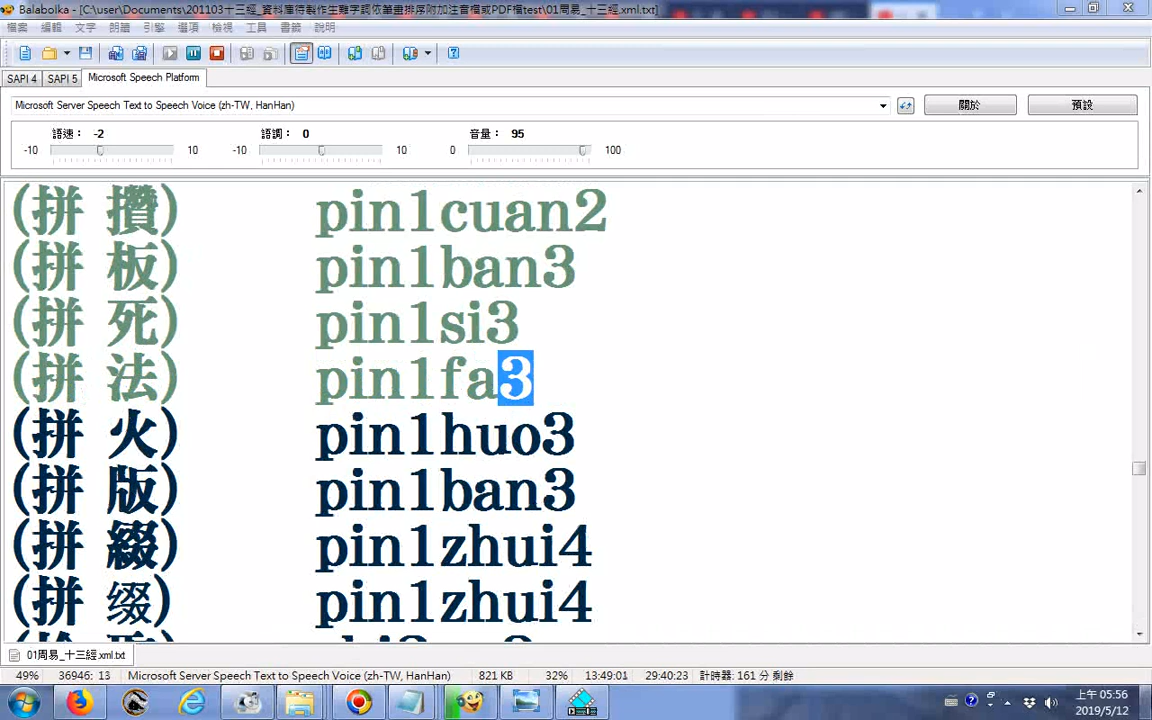 Balabolka - [C:\user\Documents\201103十三經_資料庫待製作生難字詞依筆畫排序附加注音檔或PDF檔test\01周易_十三經.xml.txt]
檔案 編輯 文字 朗讀 引擎 選項 檢視 工具 書籤 說明
SAPI 4 SAPI 5 Microsoft Speech Platform
Microsoft Server Speech Text to Speech Voice (zh-TW, HanHan) 關於 預設
語速： -2 語調： 0 音量： 95
-10 10 -10 10 0 100
(拼 攢) pin1cuan2
(拼 板) pin1ban3
(拼 死) pin1si3
(拼 法) pin1fa3
(拼 火) pin1huo3
(拼 版) pin1ban3
(拼 綴) pin1zhui4
(拼 缀) pin1zhui4
01周易_十三經.xml.txt
49% 36946: 13 Microsoft Server Speech Text to Speech Voice (zh-TW, HanHan) 821 KB 32% 13:49:01 29:40:23 計時器: 161 分 剩餘
上午 05:56
2019/5/12